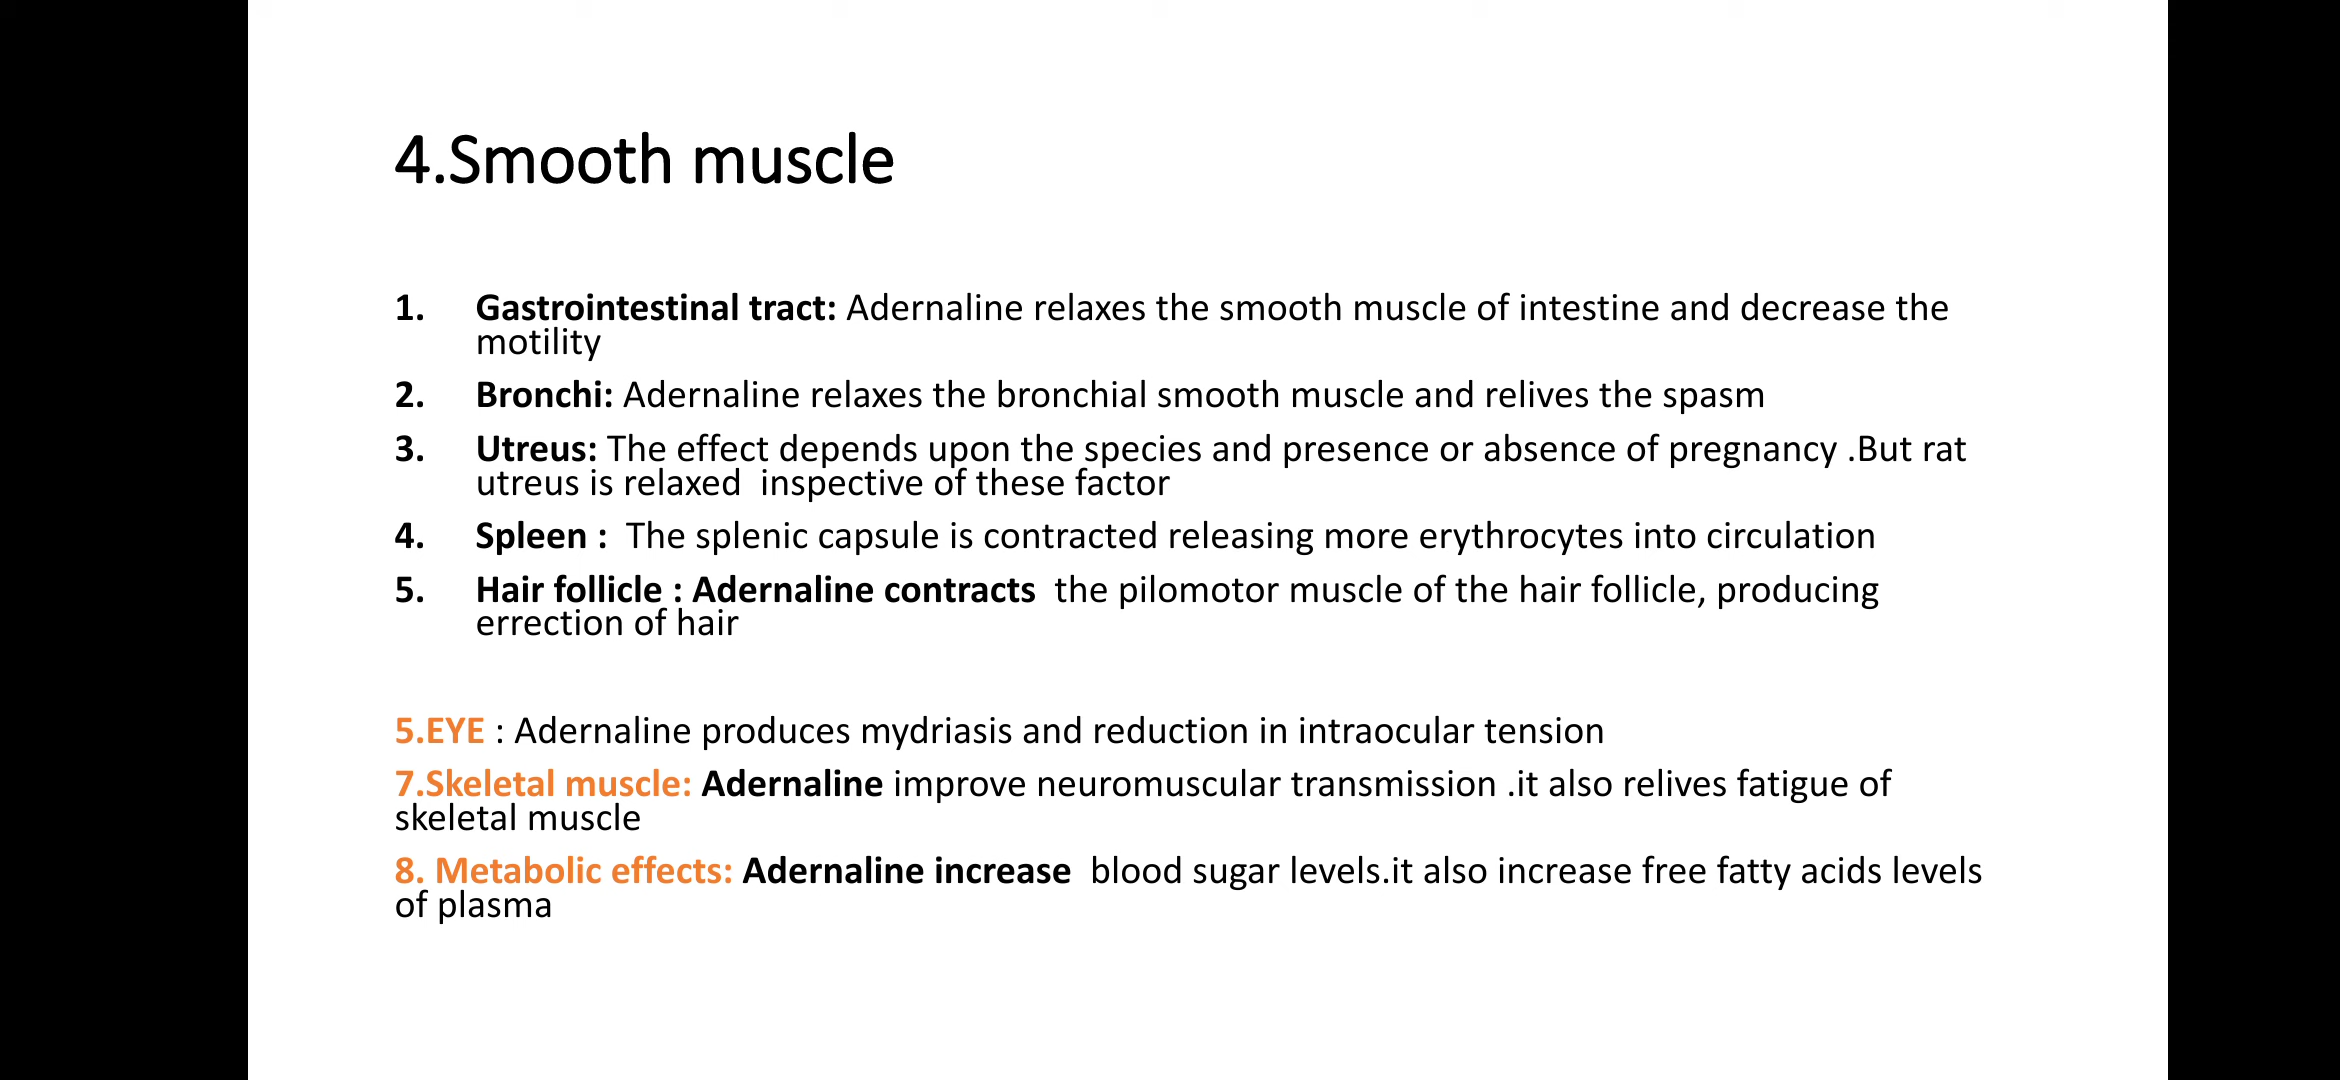 4.Smooth muscle
1. Gastrointestinal tract: Adernaline relaxes the smooth muscle of intestine and decrease the
motility
2. Bronchi: Adernaline relaxes the bronchial smooth muscle and relives the spasm
3. Utreus: The effect depends upon the species and presence or absence of pregnancy .But rat
utreus is relaxed  inspective of these factor
4. Spleen :  The splenic capsule is contracted releasing more erythrocytes into circulation
5. Hair follicle : Adernaline contracts  the pilomotor muscle of the hair follicle, producing
errection of hair
5.EYE : Adernaline produces mydriasis and reduction in intraocular tension
7.Skeletal muscle: Adernaline improve neuromuscular transmission .it also relives fatigue of
skeletal muscle
8. Metabolic effects: Adernaline increase  blood sugar levels.it also increase free fatty acids levels
of plasma